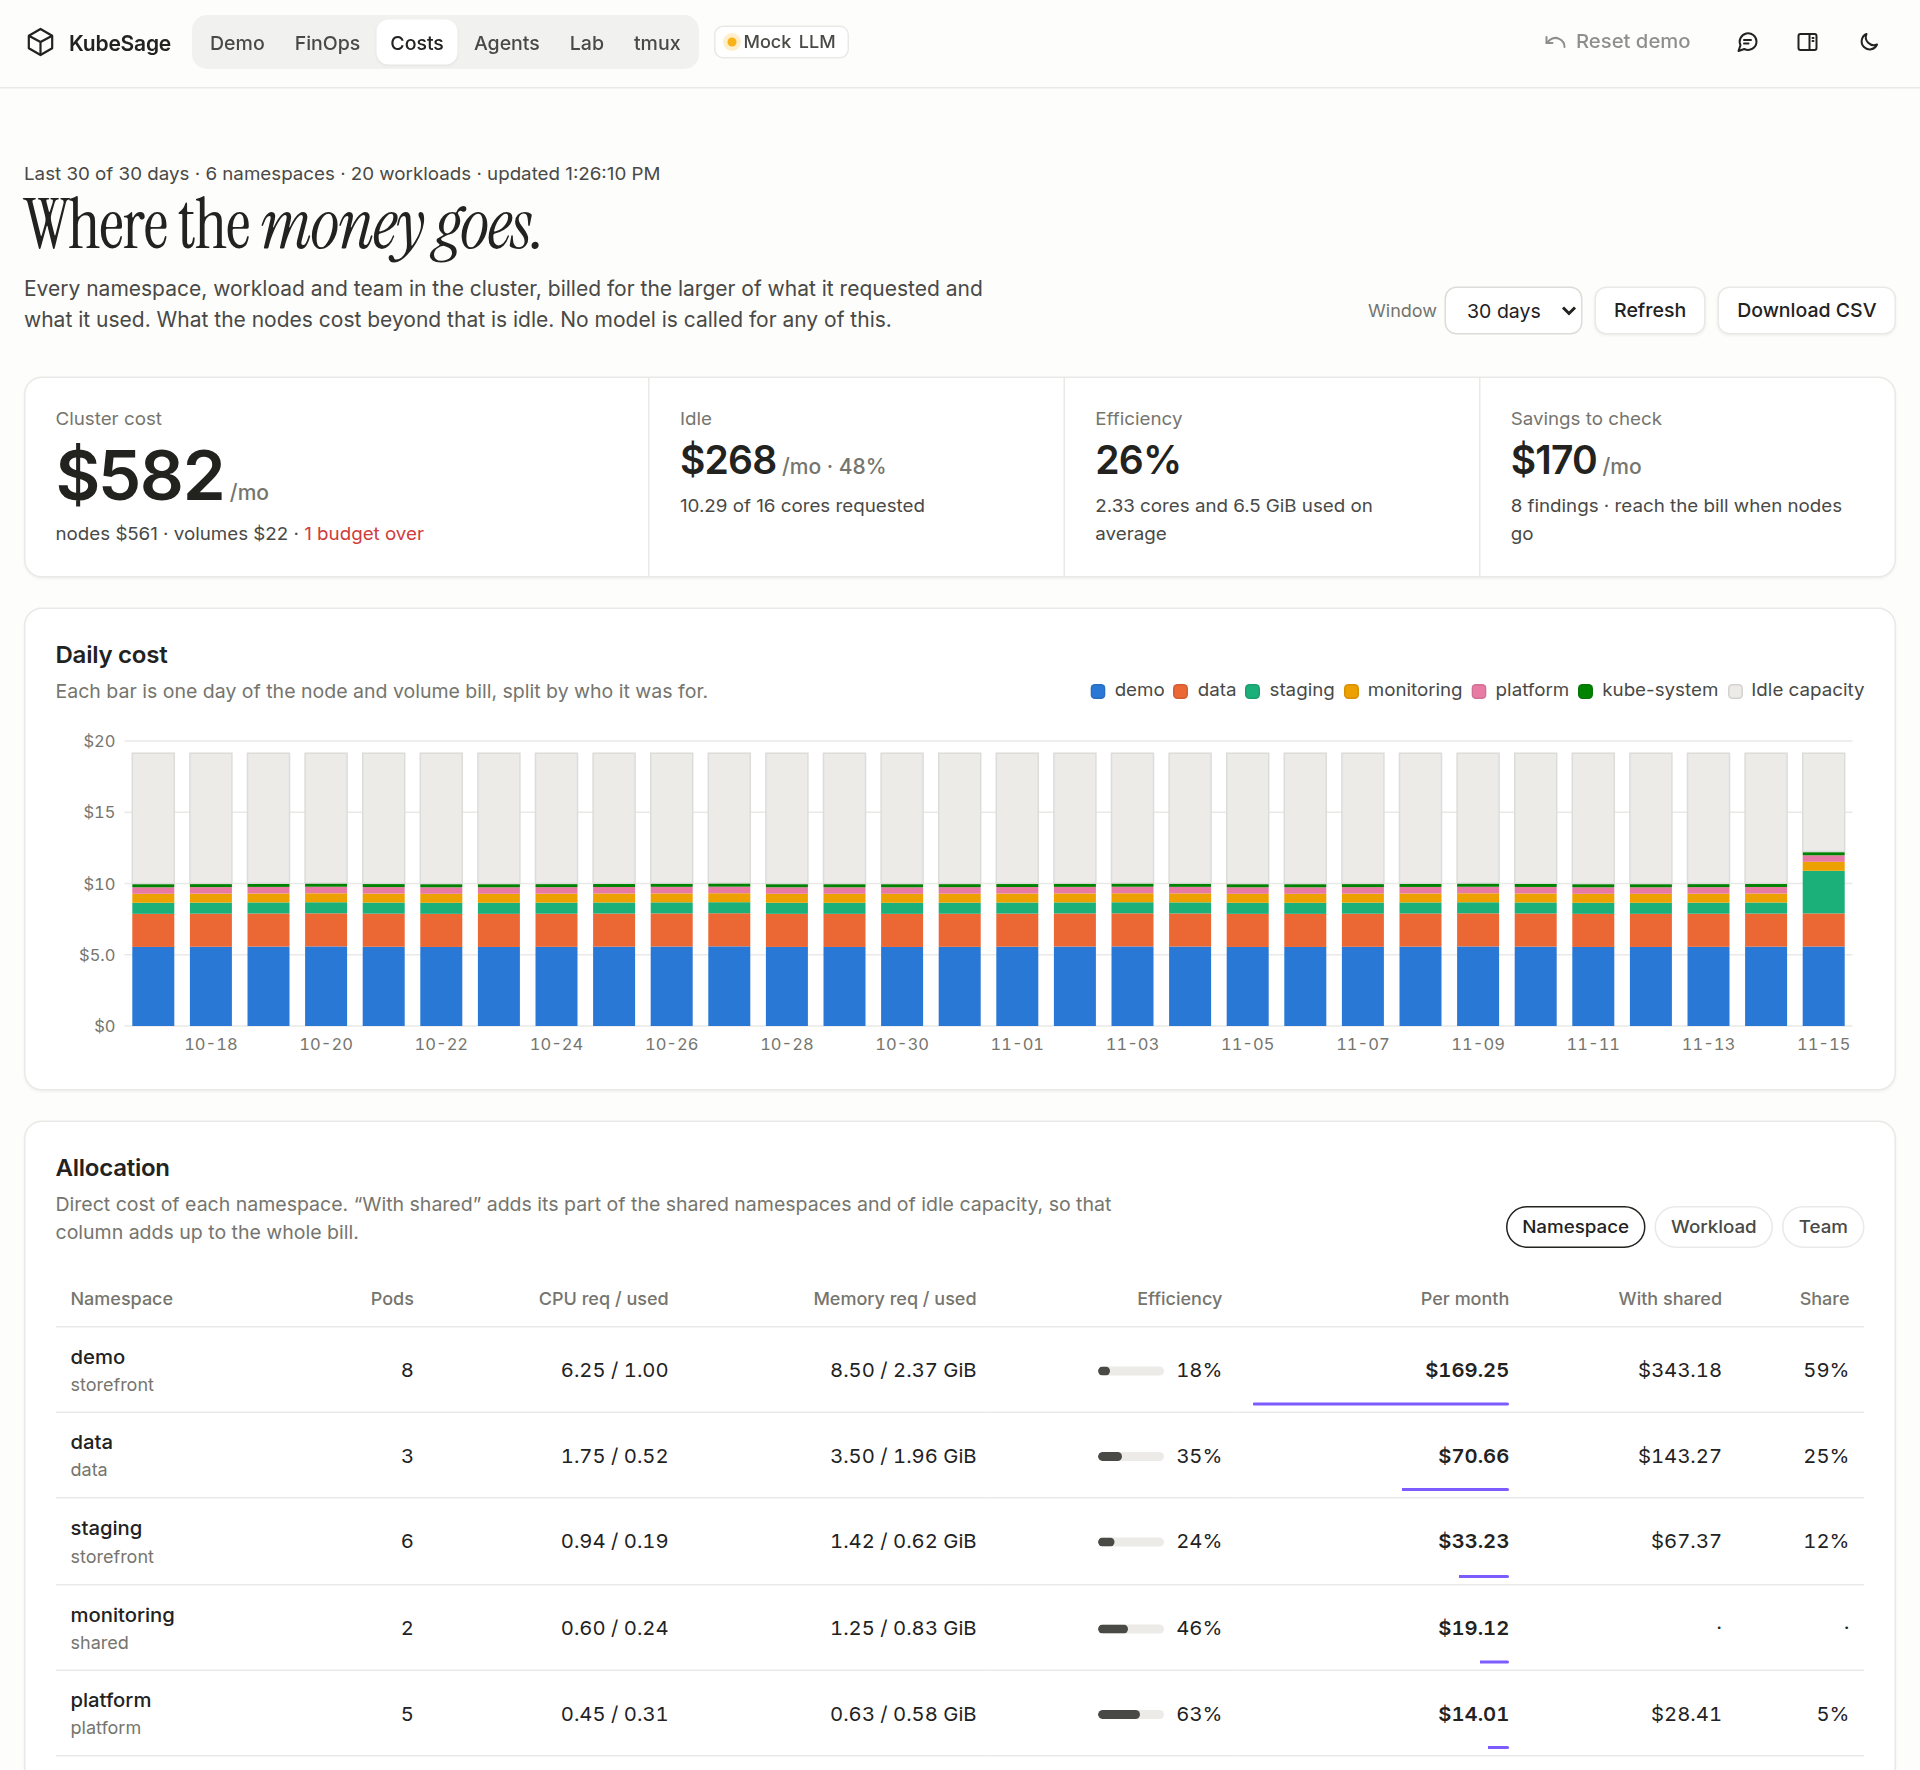 KubeSage
Demo
FinOps
Costs
Agents
Lab
tmux
Mock LLM
Reset demo
Last 30 of 30 days · 6 namespaces · 20 workloads · updated 1:26:10 PM
Where the money goes.
Every namespace, workload and team in the cluster, billed for the larger of what it requested and
what it used. What the nodes cost beyond that is idle. No model is called for any of this.
Window
30 days
Refresh
Download CSV
Cluster cost
$582 /mo
nodes $561 · volumes $22 · 1 budget over
Idle
$268 /mo · 48%
10.29 of 16 cores requested
Efficiency
26%
2.33 cores and 6.5 GiB used on
average
Savings to check
$170 /mo
8 findings · reach the bill when nodes
go
Daily cost
Each bar is one day of the node and volume bill, split by who it was for.
demo
data
staging
monitoring
platform
kube-system
Idle capacity
$20
$15
$10
$5.0
$0
10-18
10-20
10-22
10-24
10-26
10-28
10-30
11-01
11-03
11-05
11-07
11-09
11-11
11-13
11-15
Allocation
Direct cost of each namespace. “With shared” adds its part of the shared namespaces and of idle capacity, so that
column adds up to the whole bill.
Namespace
Workload
Team
Namespace Pods CPU req / used Memory req / used Efficiency Per month With shared Share
demo
storefront
8 6.25 / 1.00 8.50 / 2.37 GiB 18% $169.25 $343.18 59%
data
data
3 1.75 / 0.52 3.50 / 1.96 GiB 35% $70.66 $143.27 25%
staging
storefront
6 0.94 / 0.19 1.42 / 0.62 GiB 24% $33.23 $67.37 12%
monitoring
shared
2 0.60 / 0.24 1.25 / 0.83 GiB 46% $19.12 · ·
platform
platform
5 0.45 / 0.31 0.63 / 0.58 GiB 63% $14.01 $28.41 5%